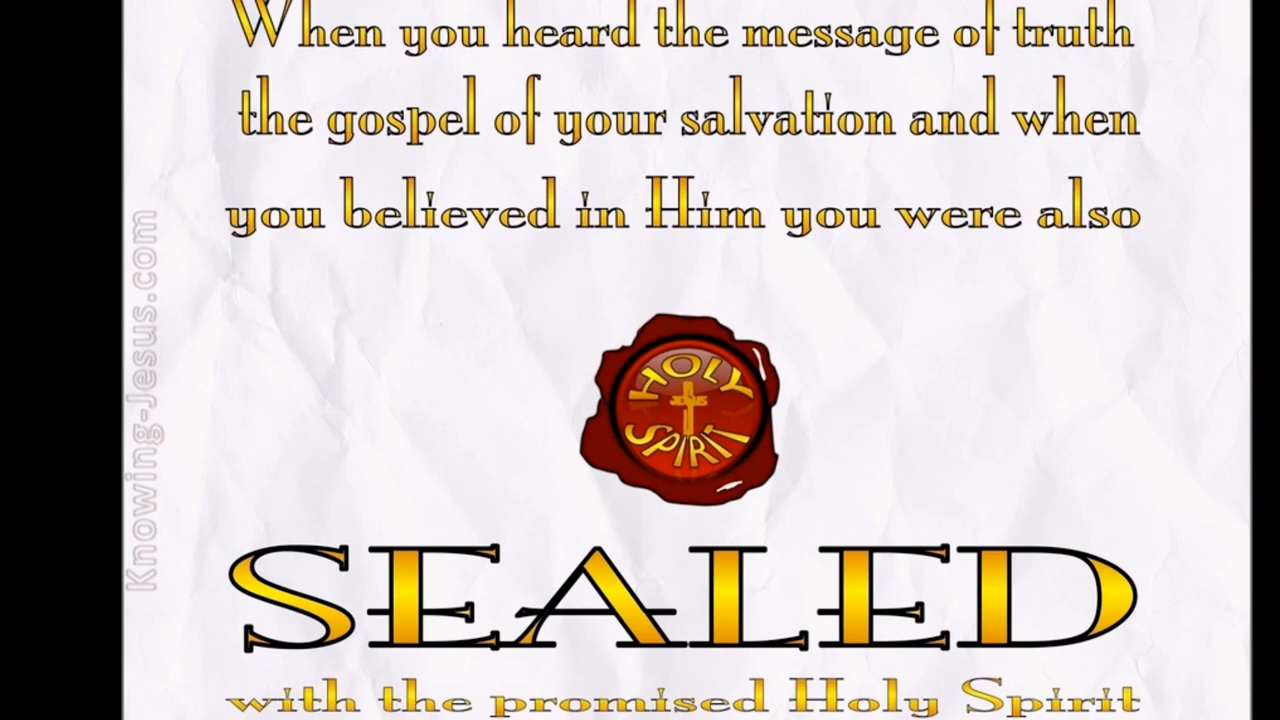 When you heard the message of truth
the gospel of your salvation and when
you believed in Him you were also
HOLY
JESUS
SPIRIT
SEALED
with the promised Holy Spirit
Knowing-Jesus.com